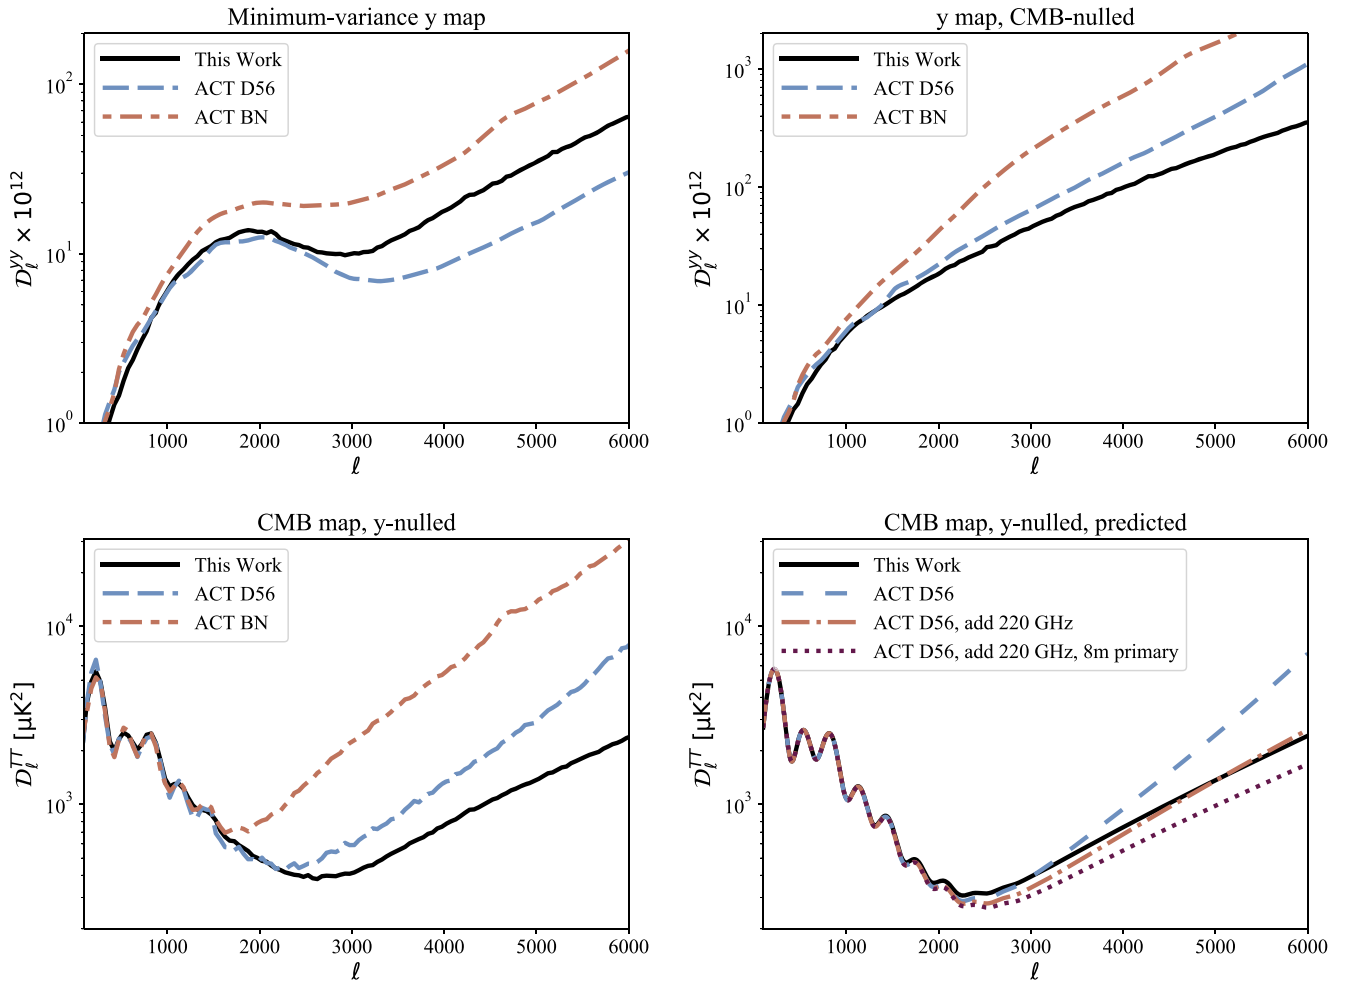 Minimum-variance y map
This Work
ACT D56
ACT BN
10²
10¹
10⁰
𝒟ℓ^yy × 10¹²
1000 2000 3000 4000 5000 6000
ℓ
y map, CMB-nulled
This Work
ACT D56
ACT BN
10³
10²
10¹
10⁰
𝒟ℓ^yy × 10¹²
1000 2000 3000 4000 5000 6000
ℓ
CMB map, y-nulled
This Work
ACT D56
ACT BN
10⁴
10³
𝒟ℓ^TT [μK²]
1000 2000 3000 4000 5000 6000
ℓ
CMB map, y-nulled, predicted
This Work
ACT D56
ACT D56, add 220 GHz
ACT D56, add 220 GHz, 8m primary
10⁴
10³
𝒟ℓ^TT [μK²]
1000 2000 3000 4000 5000 6000
ℓ